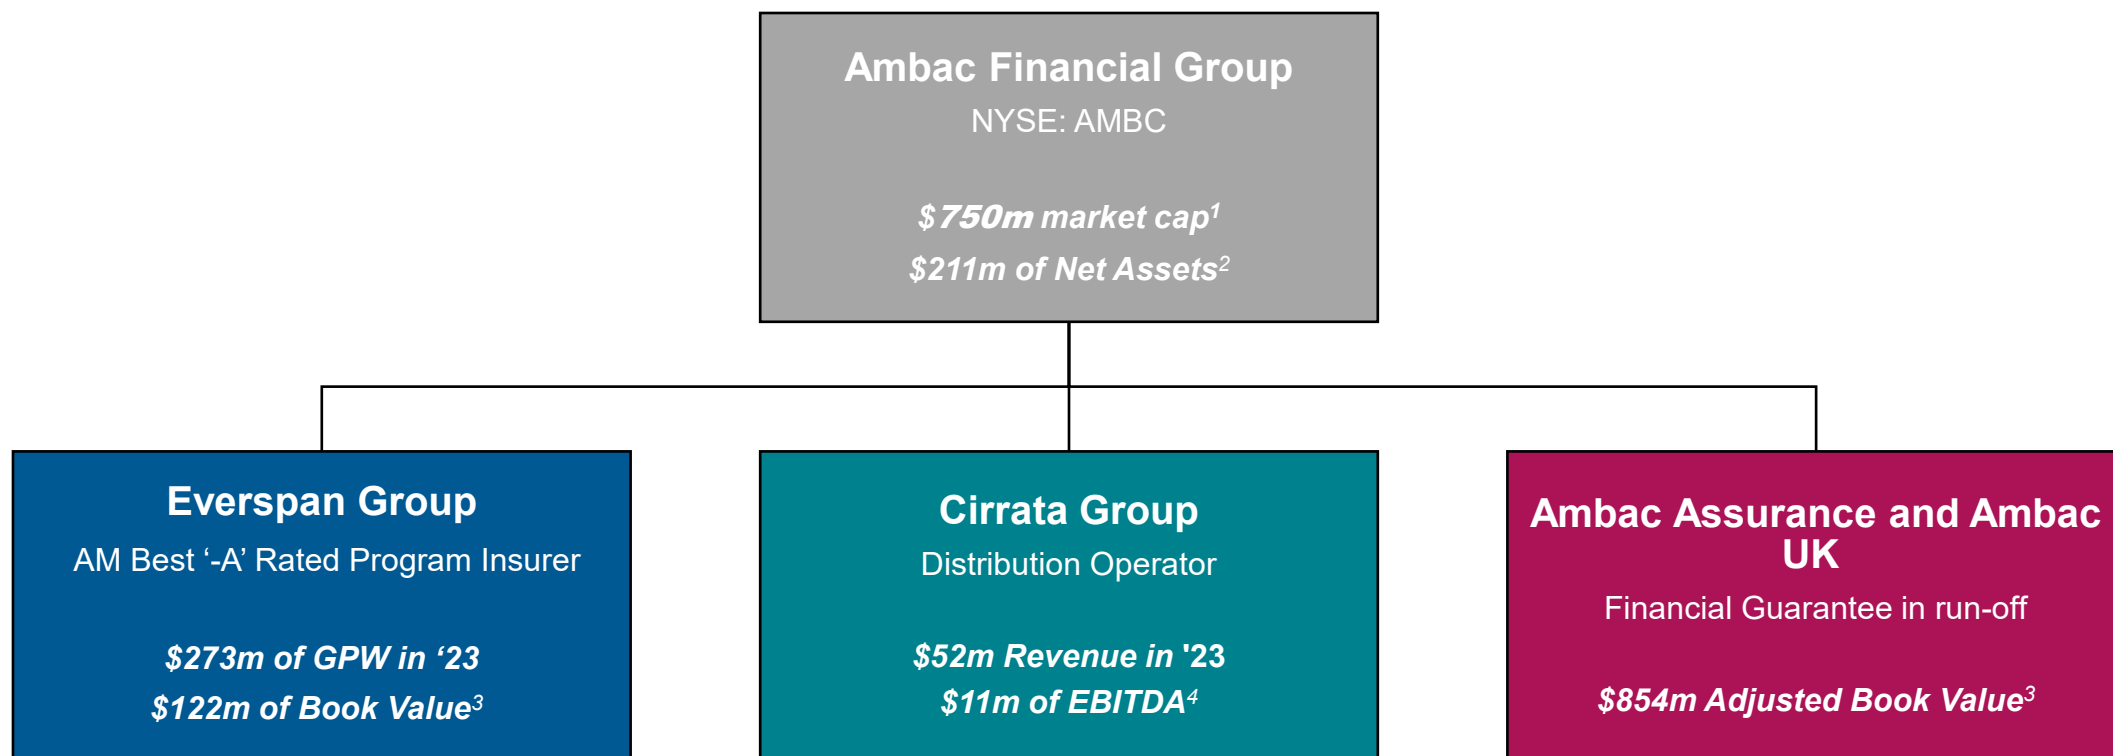 Ambac Financial Group
NYSE: AMBC
$750m market cap¹
$211m of Net Assets²
Everspan Group
AM Best ‘-A’ Rated Program Insurer
$273m of GPW in ‘23
$122m of Book Value³
Cirrata Group
Distribution Operator
$52m Revenue in '23
$11m of EBITDA⁴
Ambac Assurance and Ambac
UK
Financial Guarantee in run-off
$854m Adjusted Book Value³